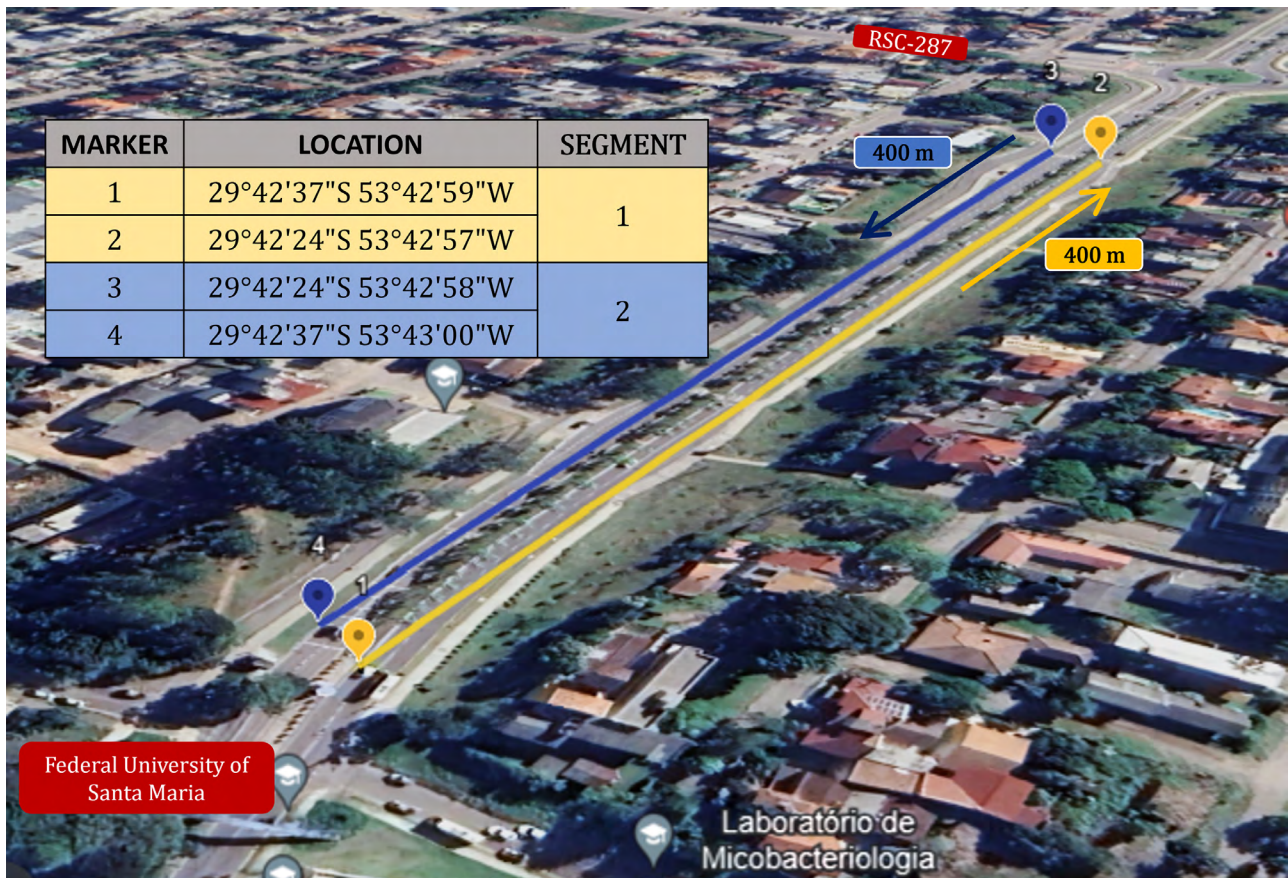 RSC-287
3
2
400 m
MARKER LOCATION SEGMENT
1 29°42'37"S 53°42'59"W 1
2 29°42'24"S 53°42'57"W
400 m
3 29°42'24"S 53°42'58"W 2
4 29°42'37"S 53°43'00"W
4
1
Federal University of
Santa Maria
Laboratório de
Micobacteriologia